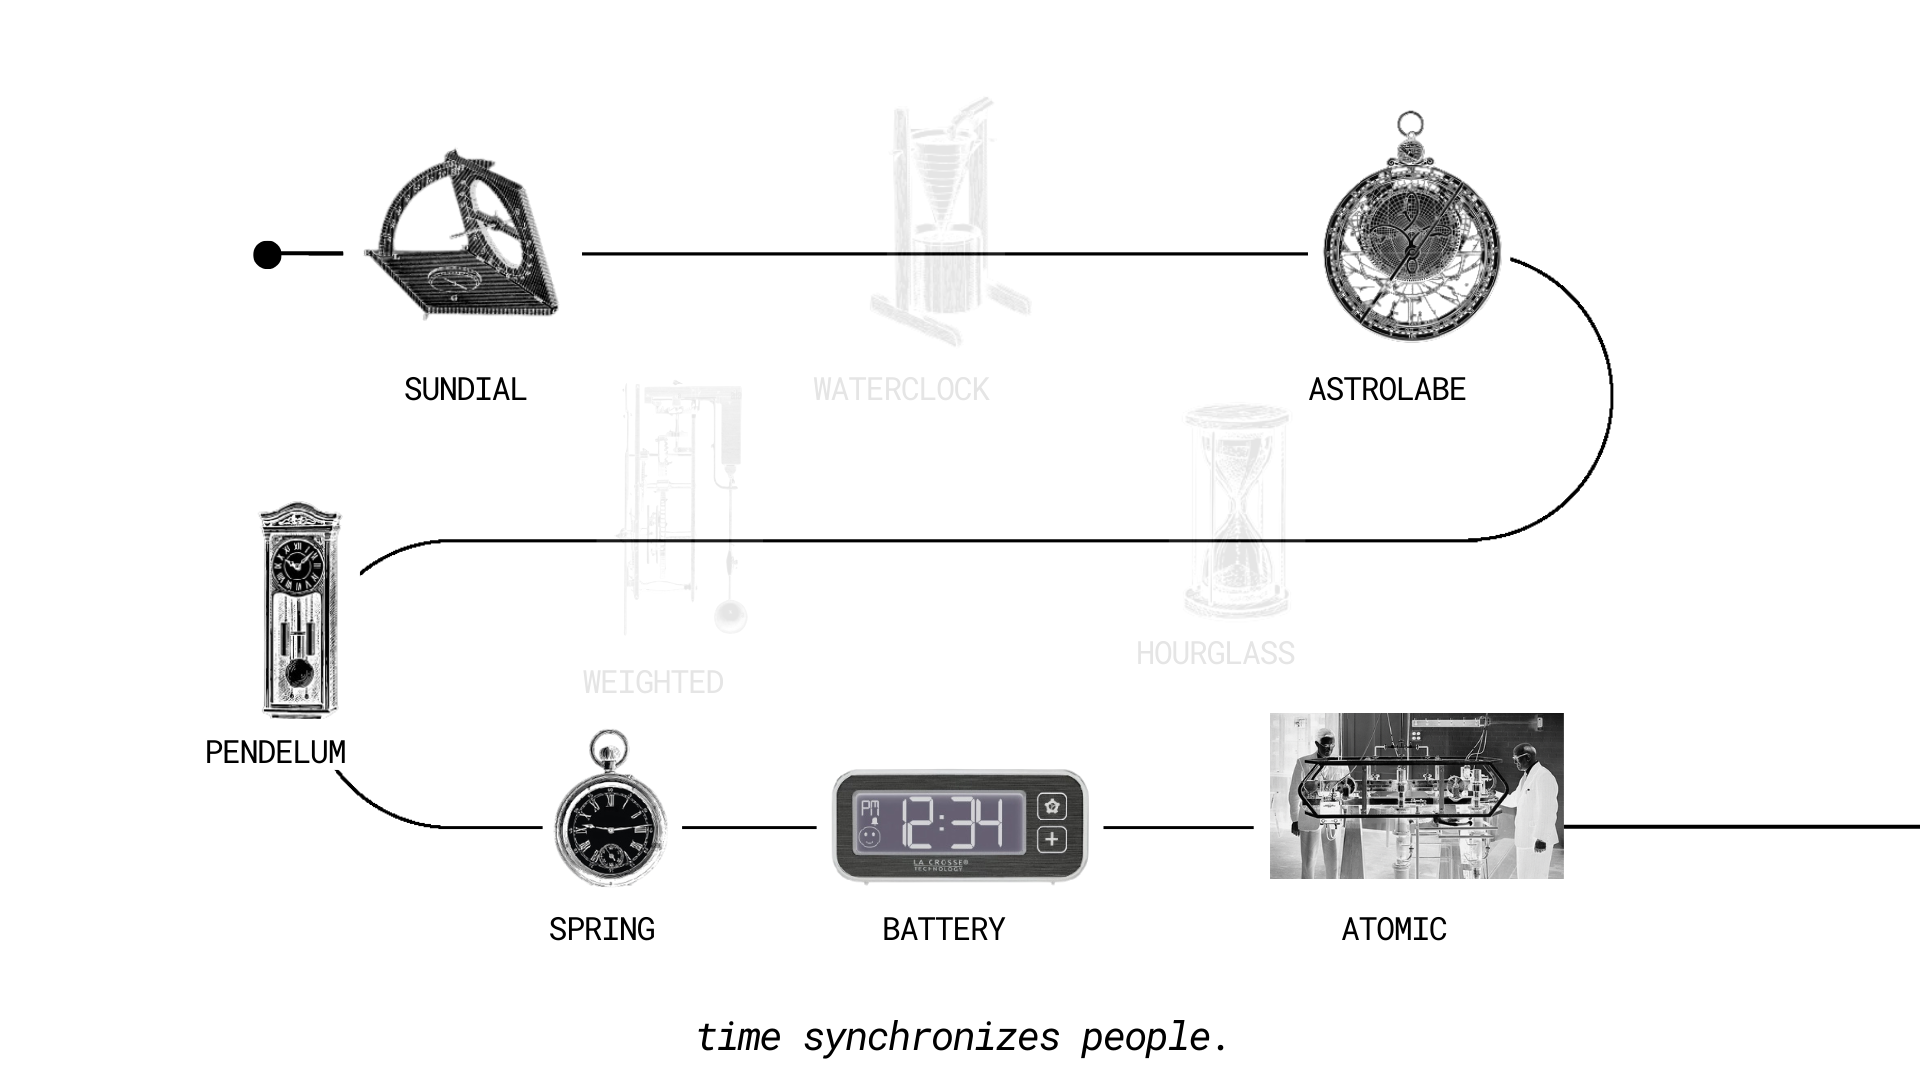 SUNDIAL
WATERCLOCK
ASTROLABE
HOURGLASS
WEIGHTED
PENDELUM
PM
12:34
LA CROSSE®
TECHNOLOGY
SPRING
BATTERY
ATOMIC
time synchronizes people.